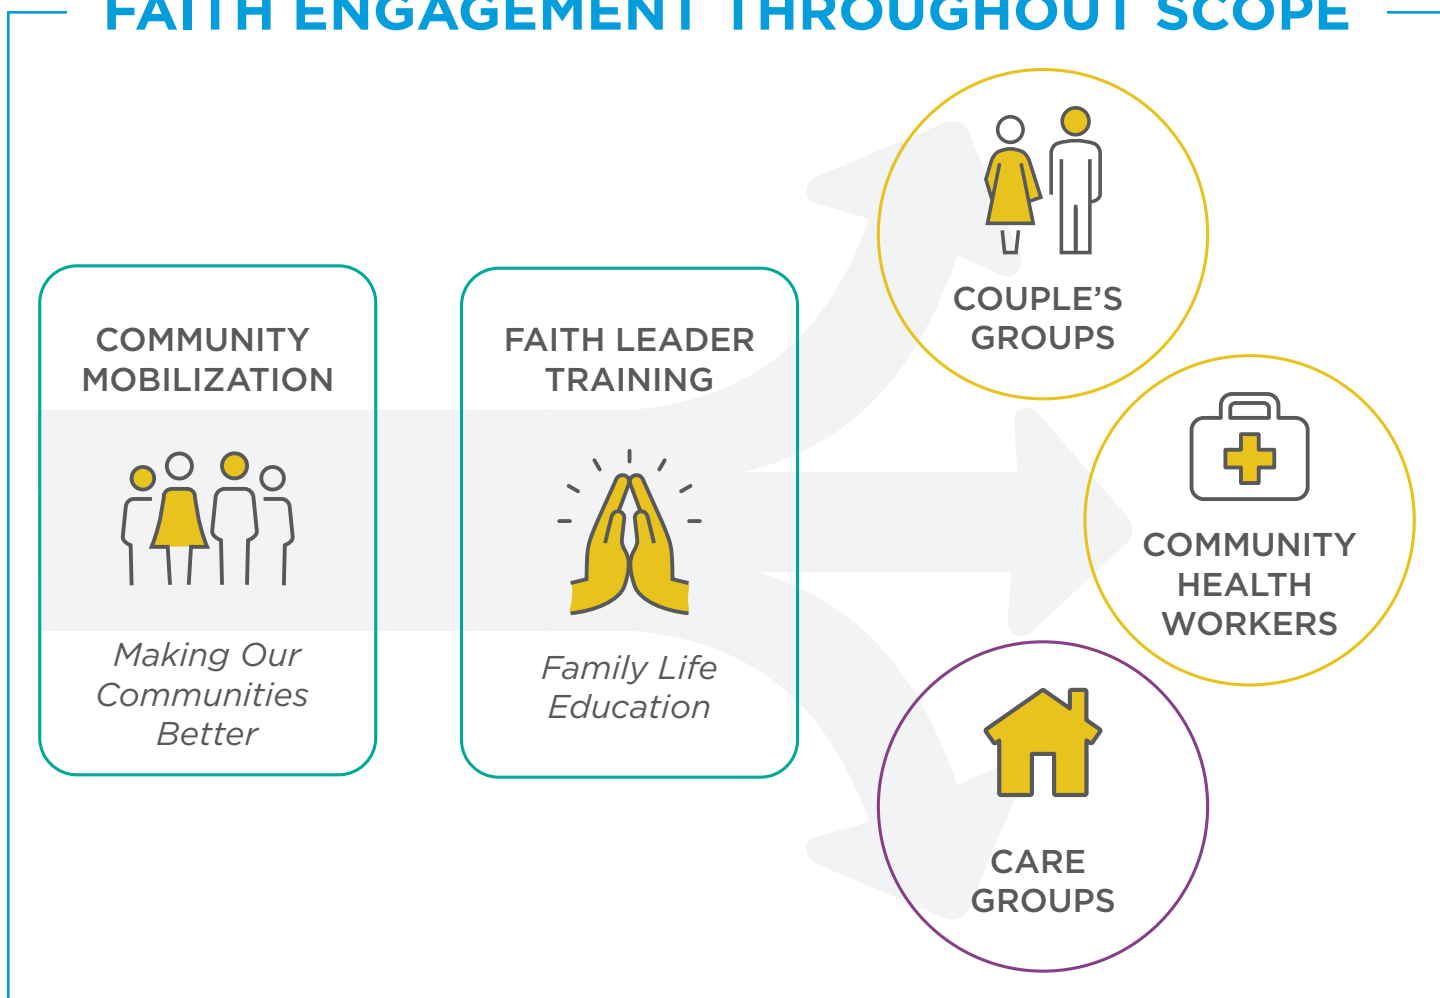 FAITH ENGAGEMENT THROUGHOUT SCOPE
COMMUNITY
MOBILIZATION
Making Our
Communities
Better
FAITH LEADER
TRAINING
Family Life
Education
COUPLE'S
GROUPS
COMMUNITY
HEALTH
WORKERS
CARE
GROUPS